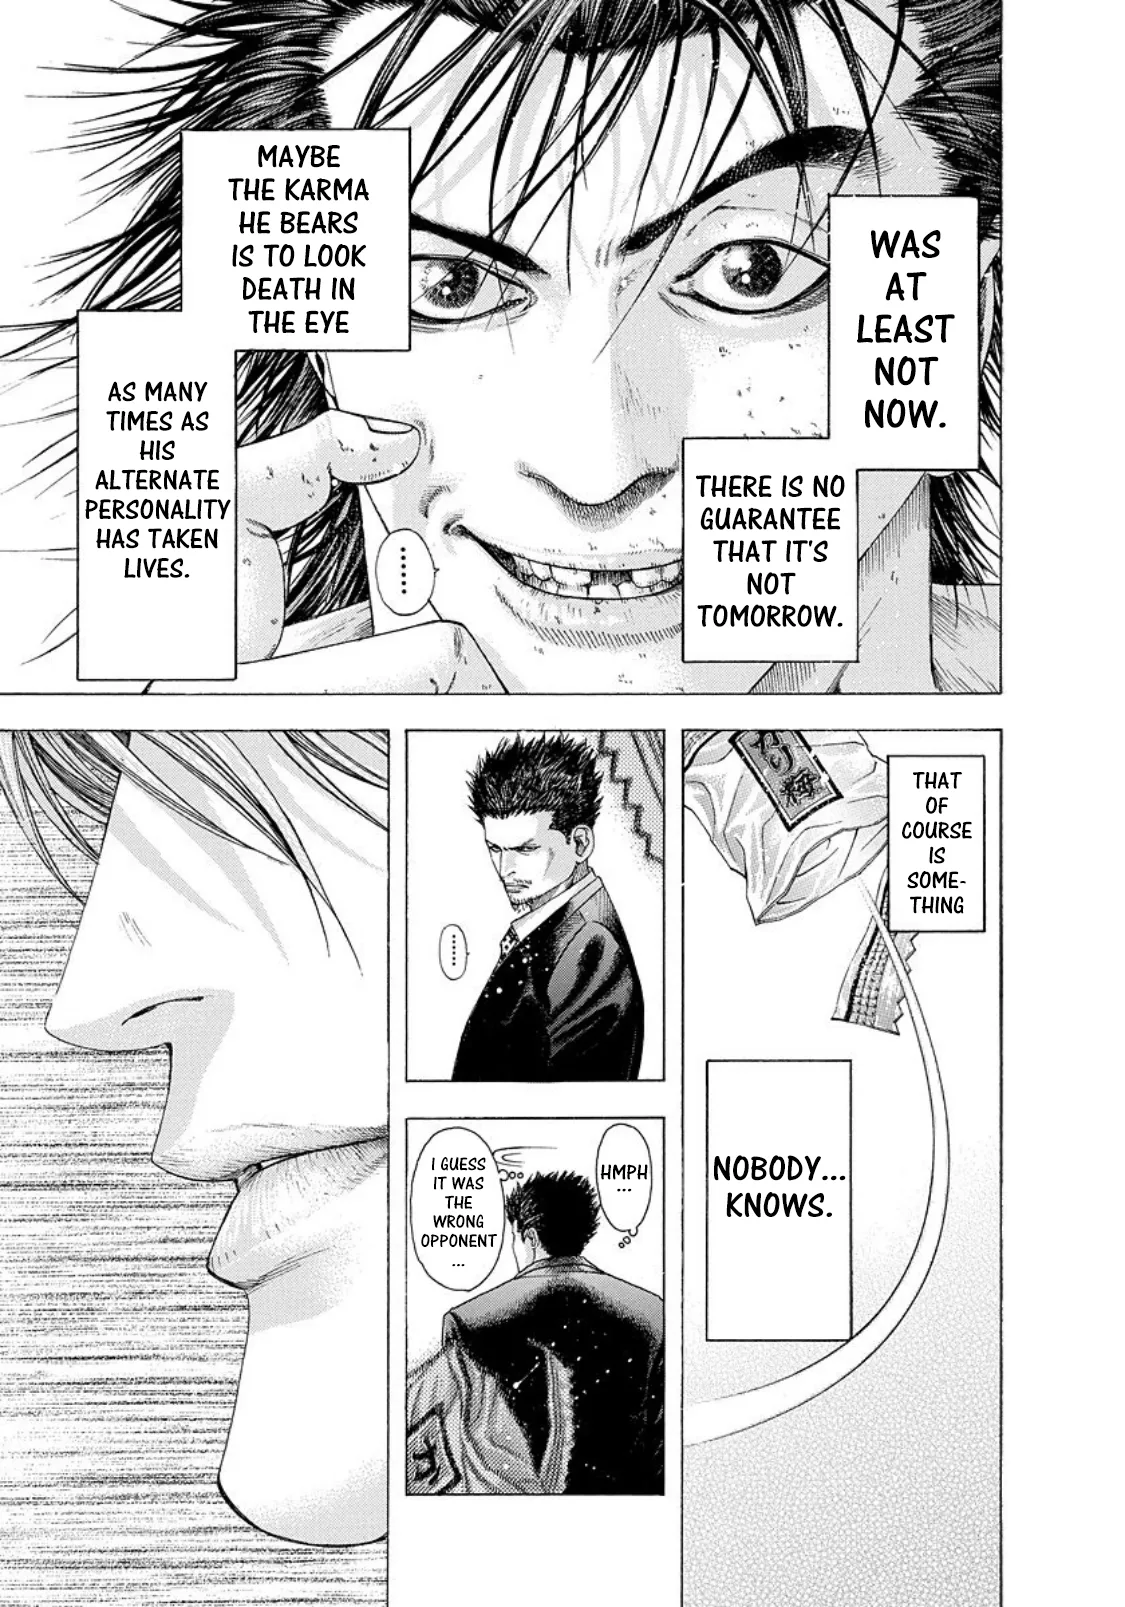 WAS
AT
LEAST
NOT
NOW.
THERE IS NO
GUARANTEE
THAT IT'S
NOT
TOMORROW.
MAYBE
THE KARMA
HE BEARS
IS TO LOOK
DEATH IN
THE EYE
AS MANY
TIMES AS
HIS
ALTERNATE
PERSONALITY
HAS TAKEN
LIVES.
......
THAT
OF
COURSE
IS
SOME-
THING
NOBODY...
KNOWS.
......
HMPH
...
I GUESS
IT WAS
THE
WRONG
OPPONENT
...